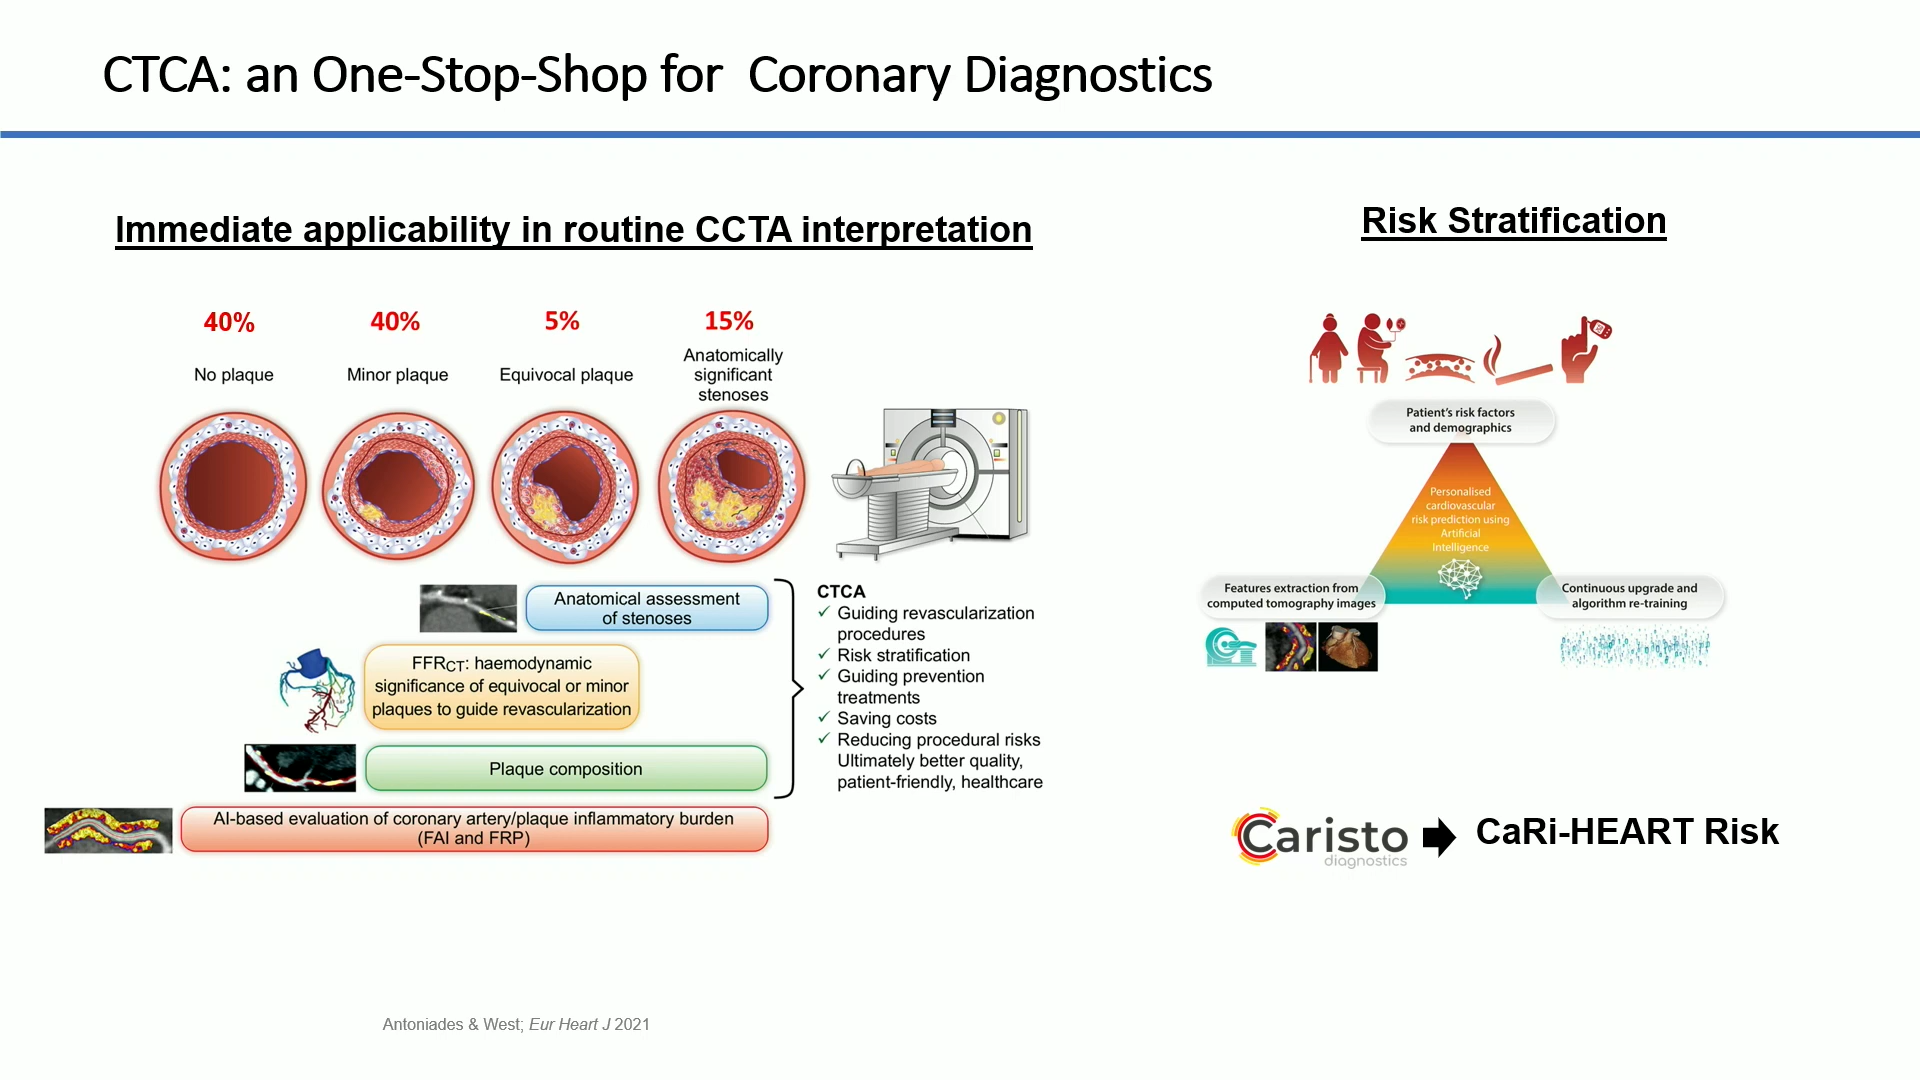 CTCA: an One-Stop-Shop for Coronary Diagnostics
Immediate applicability in routine CCTA interpretation
40%
40%
5%
15%
No plaque
Minor plaque
Equivocal plaque
Anatomically
significant
stenoses
Anatomical assessment
of stenoses
FFRCT: haemodynamic
significance of equivocal or minor
plaques to guide revascularization
Plaque composition
AI-based evaluation of coronary artery/plaque inflammatory burden
(FAI and FRP)
CTCA
✓ Guiding revascularization
procedures
✓ Risk stratification
✓ Guiding prevention
treatments
✓ Saving costs
✓ Reducing procedural risks
Ultimately better quality,
patient-friendly, healthcare
Risk Stratification
Patient's risk factors
and demographics
Personalised
cardiovascular
risk prediction using
Artificial
Intelligence
Features extraction from
computed tomography images
Continuous upgrade and
algorithm re-training
Caristo
diagnostics
CaRi-HEART Risk
Antoniades & West; Eur Heart J 2021